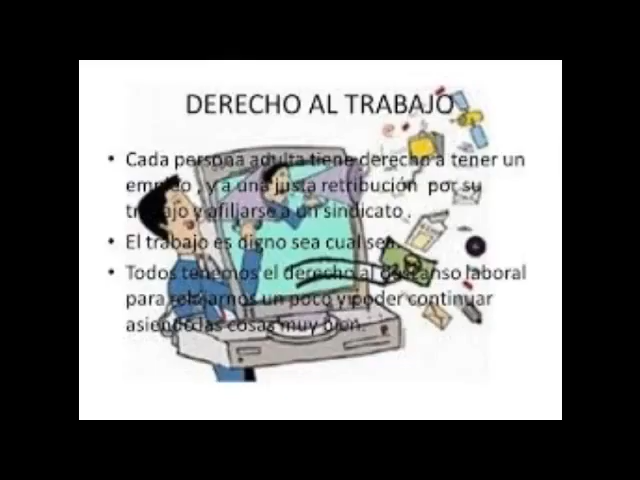 DERECHO AL TRABAJO
• Cada persona adulta tiene derecho a tener un
empleo , y a una justa retribución por su
trabajo y afiliarse a un sindicato .
• El trabajo es digno sea cual sea.
• Todos tenemos el derecho al descanso laboral
para relajarnos un poco y poder continuar
asiendo las cosas muy bien.